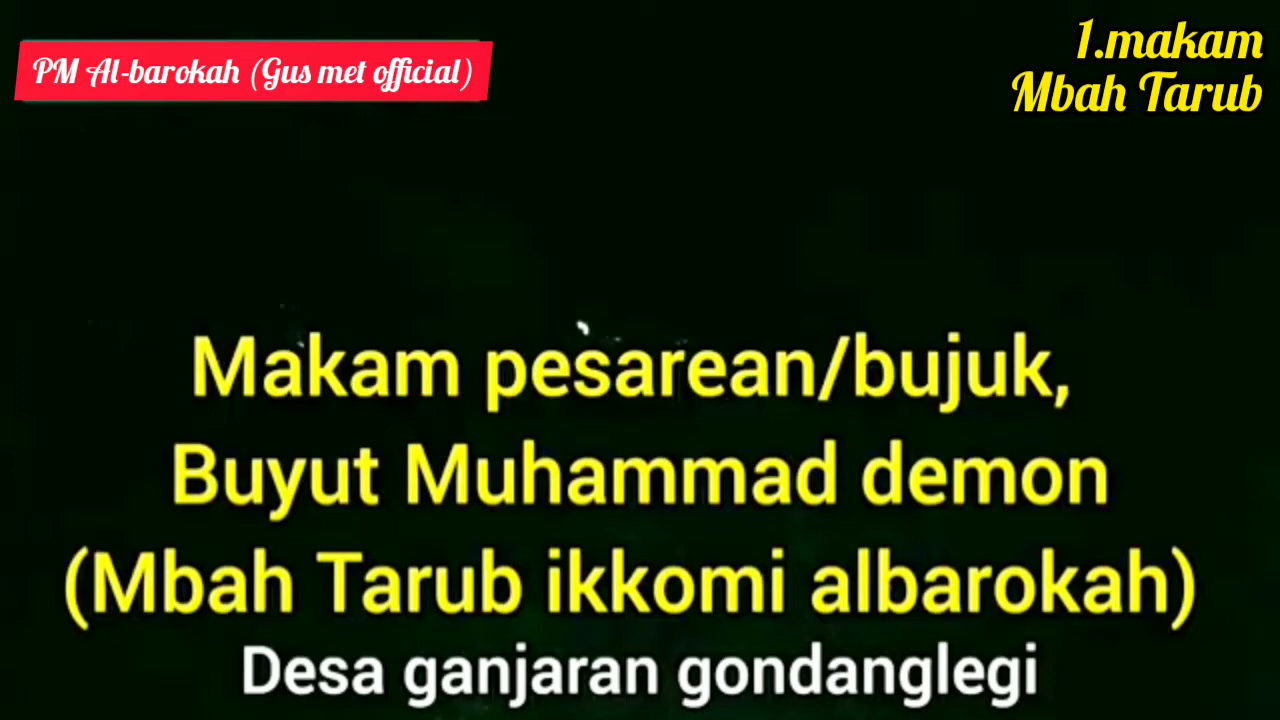 PM Al-barokah (Gus met official)
1.makam
Mbah Tarub
Makam pesarean/bujuk,
Buyut Muhammad demon
(Mbah Tarub ikkomi albarokah)
Desa ganjaran gondanglegi